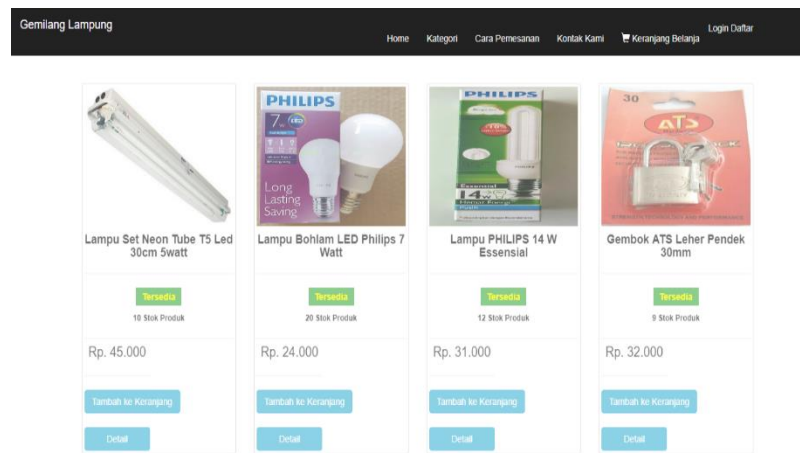 Gemilang Lampung
Home Kategori Cara Pemesanan Kontak Kami Keranjang Belanja Login Daftar
PHILIPS
7w LED
Long
Lasting
Saving
PHILIPS
Essensial
14w
30
ATS
Lampu Set Neon Tube T5 Led
30cm 5watt
Tersedia
10 Stok Produk
Rp. 45.000
Tambah ke Keranjang
Detail
Lampu Bohlam LED Philips 7
Watt
Tersedia
20 Stok Produk
Rp. 24.000
Tambah ke Keranjang
Detail
Lampu PHILIPS 14 W
Essensial
Tersedia
12 Stok Produk
Rp. 31.000
Tambah ke Keranjang
Detail
Gembok ATS Leher Pendek
30mm
Tersedia
9 Stok Produk
Rp. 32.000
Tambah ke Keranjang
Detail